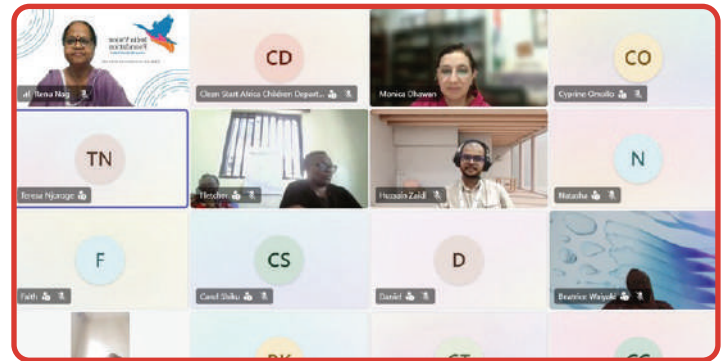 India Vision
Foundation
Rena Nag
CD
Clean Start Africa Children Depart...
Monica Dhawan
CO
Cyprine Omollo
TN
Teresa Njoroge
Fletcher
Hussain Zaidi
N
Natasha
F
Faith
CS
Carol Shiku
D
Daniel
Beatrice Waiyaki